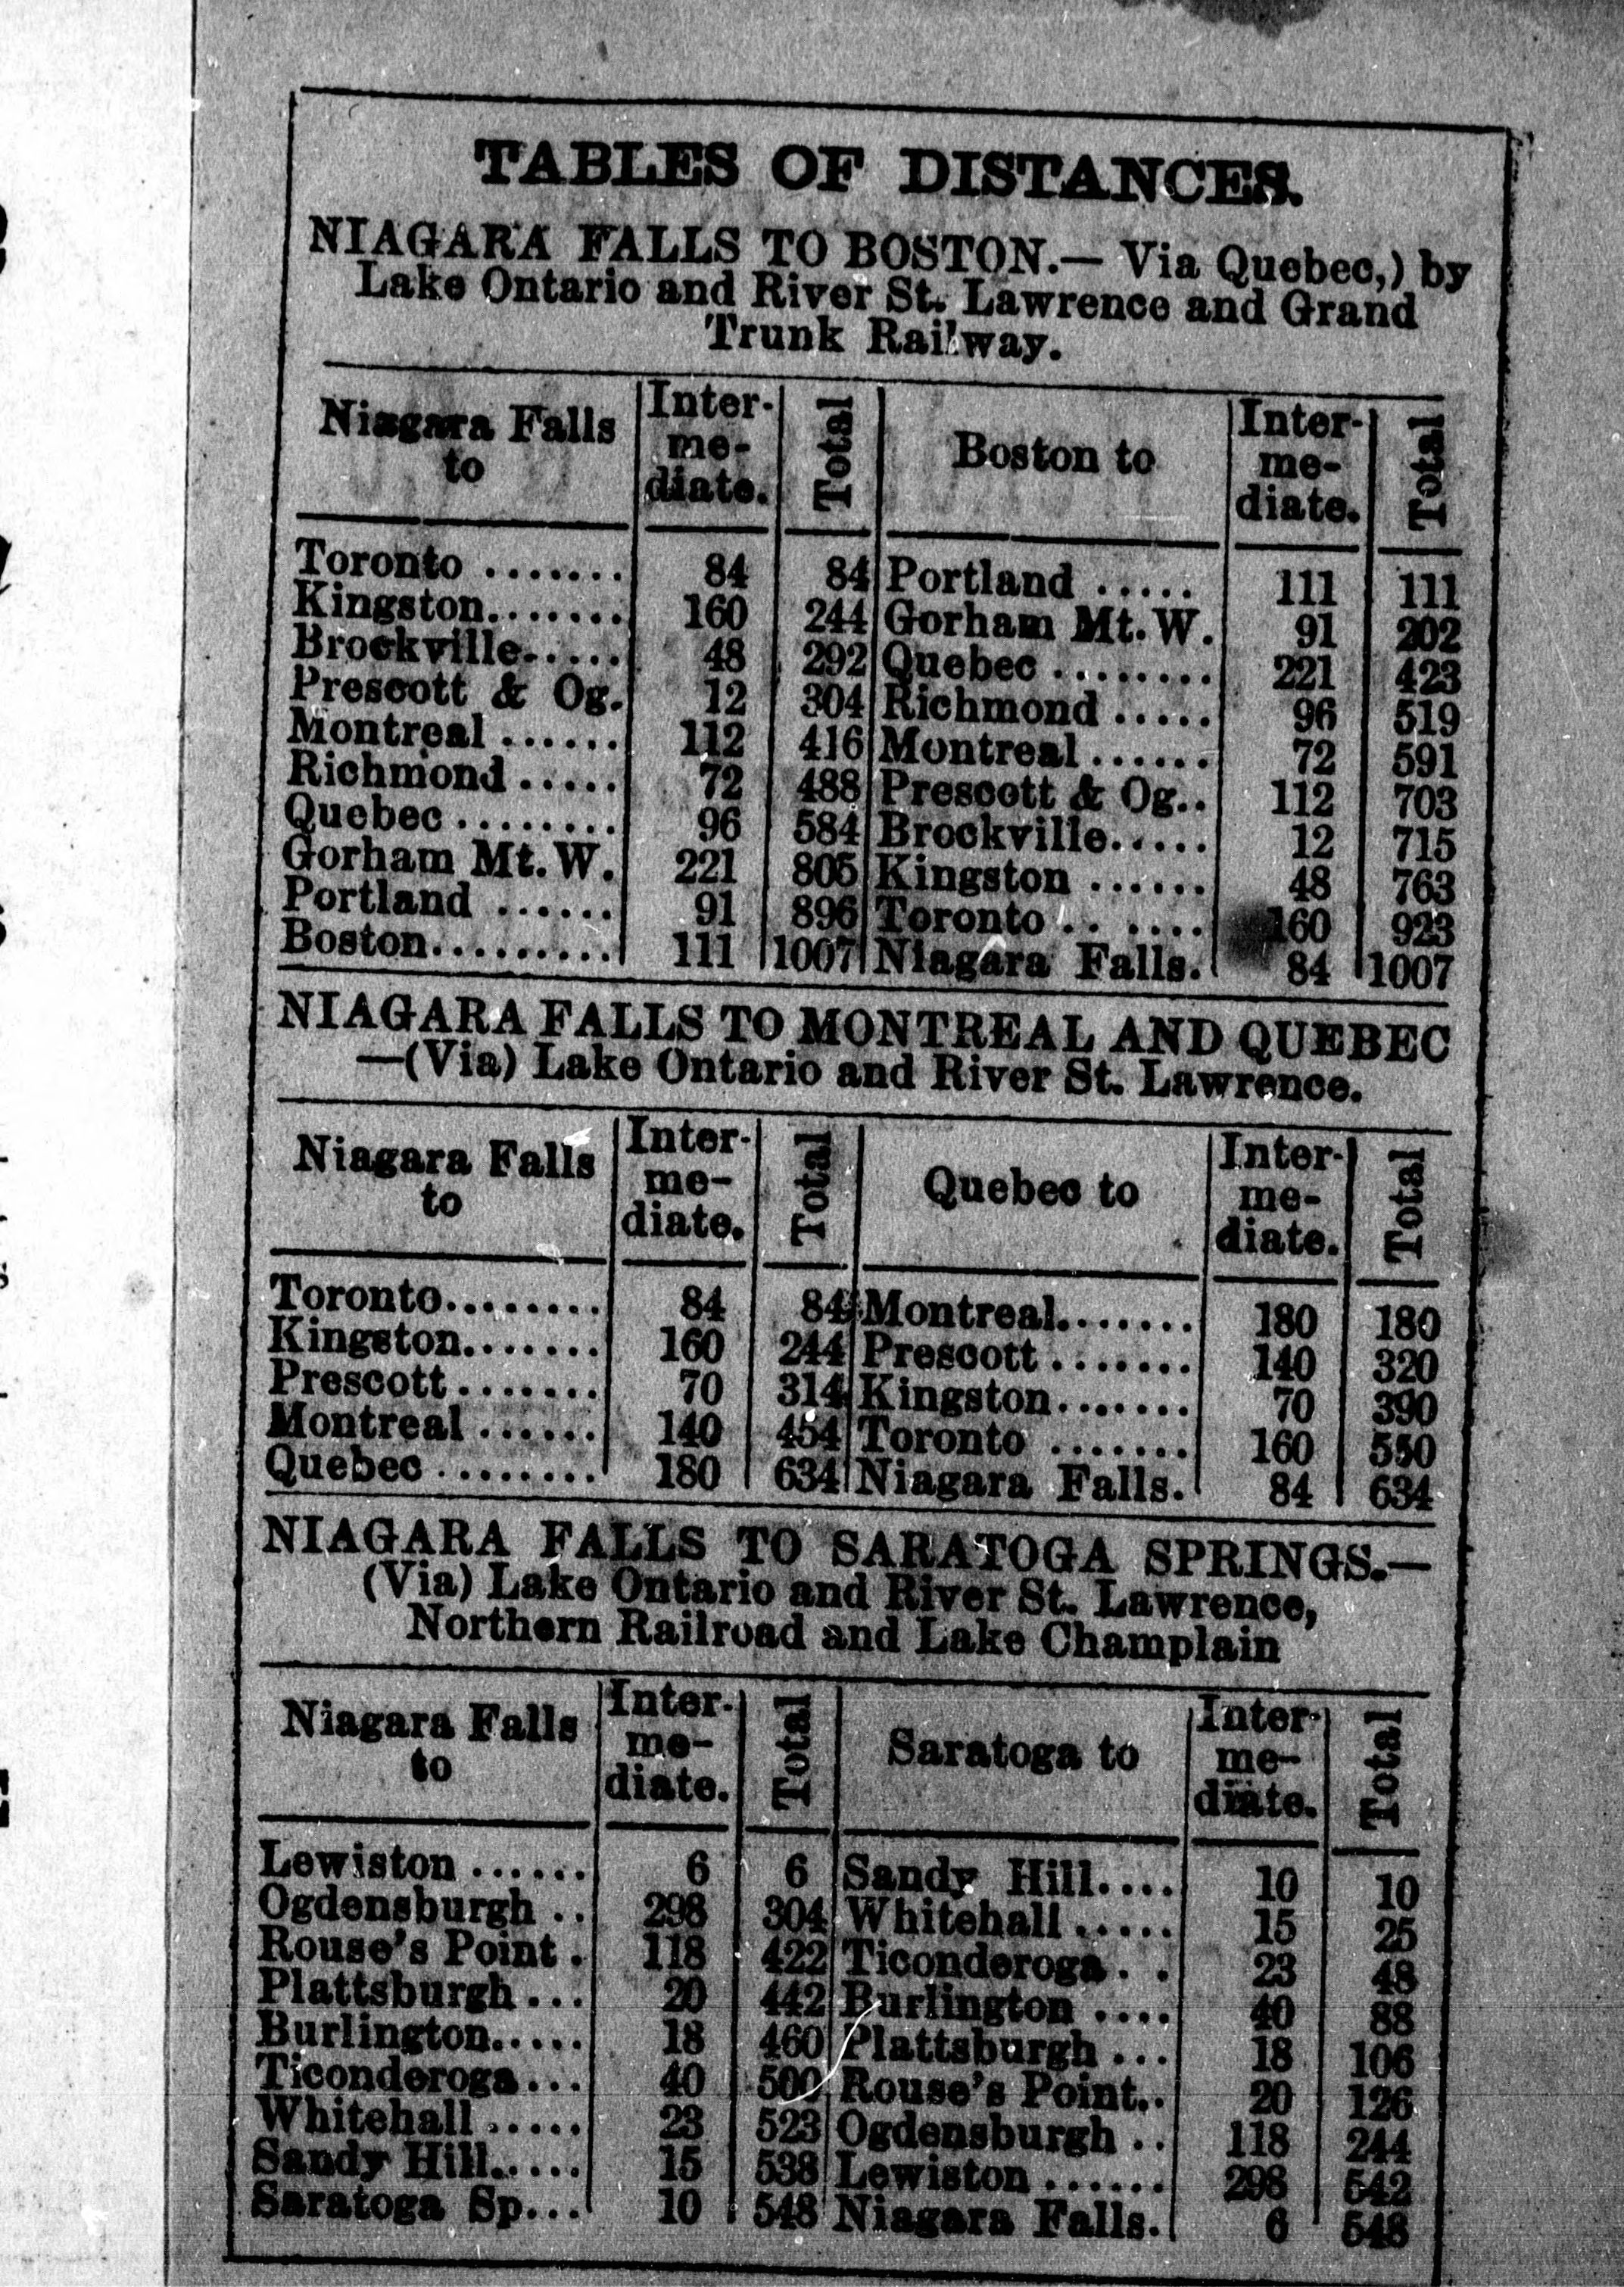 TABLES OF DISTANCES.
NIAGARA FALLS TO BOSTON.— Via Quebec,) by
Lake Ontario and River St. Lawrence and Grand
Trunk Railway.
Niagara Falls to | Inter-me-diate. | Total | Boston to | Inter-me-diate. | Total
Toronto ....... 84 84 Portland ..... 111 111
Kingston....... 160 244 Gorham Mt. W. 91 202
Brockville..... 48 292 Quebec ........ 221 423
Prescott & Og. 12 304 Richmond ..... 96 519
Montreal ...... 112 416 Montreal ...... 72 591
Richmond ..... 72 488 Prescott & Og.. 112 703
Quebec ........ 96 584 Brockville..... 12 715
Gorham Mt. W. 221 805 Kingston ...... 48 763
Portland ...... 91 896 Toronto .. .... 160 923
Boston......... 111 1007 Niagara Falls. 84 1007
NIAGARA FALLS TO MONTREAL AND QUEBEC
—(Via) Lake Ontario and River St. Lawrence.
Niagara Falls to | Inter-me-diate. | Total | Quebec to | Inter-me-diate. | Total
Toronto........ 84 84 Montreal....... 180 180
Kingston....... 160 244 Prescott ....... 140 320
Prescott ....... 70 314 Kingston....... 70 390
Montreal ...... 140 454 Toronto ....... 160 550
Quebec ........ 180 634 Niagara Falls. 84 634
NIAGARA FALLS TO SARATOGA SPRINGS.—
(Via) Lake Ontario and River St. Lawrence,
Northern Railroad and Lake Champlain
Niagara Falls to | Inter-me-diate. | Total | Saratoga to | Inter-me-diate. | Total
Lewiston ...... 6 6 Sandy Hill.... 10 10
Ogdensburgh .. 298 304 Whitehall ..... 15 25
Rouse's Point . 118 422 Ticonderoga. . 23 48
Plattsburgh ... 20 442 Burlington .... 40 88
Burlington..... 18 460 Plattsburgh ... 18 106
Ticonderoga ... 40 500 Rouse's Point.. 20 126
Whitehall ..... 23 523 Ogdensburgh .. 118 244
Sandy Hill..... 15 538 Lewiston ...... 298 542
Saratoga Sp... 10 548 Niagara Falls. 6 548